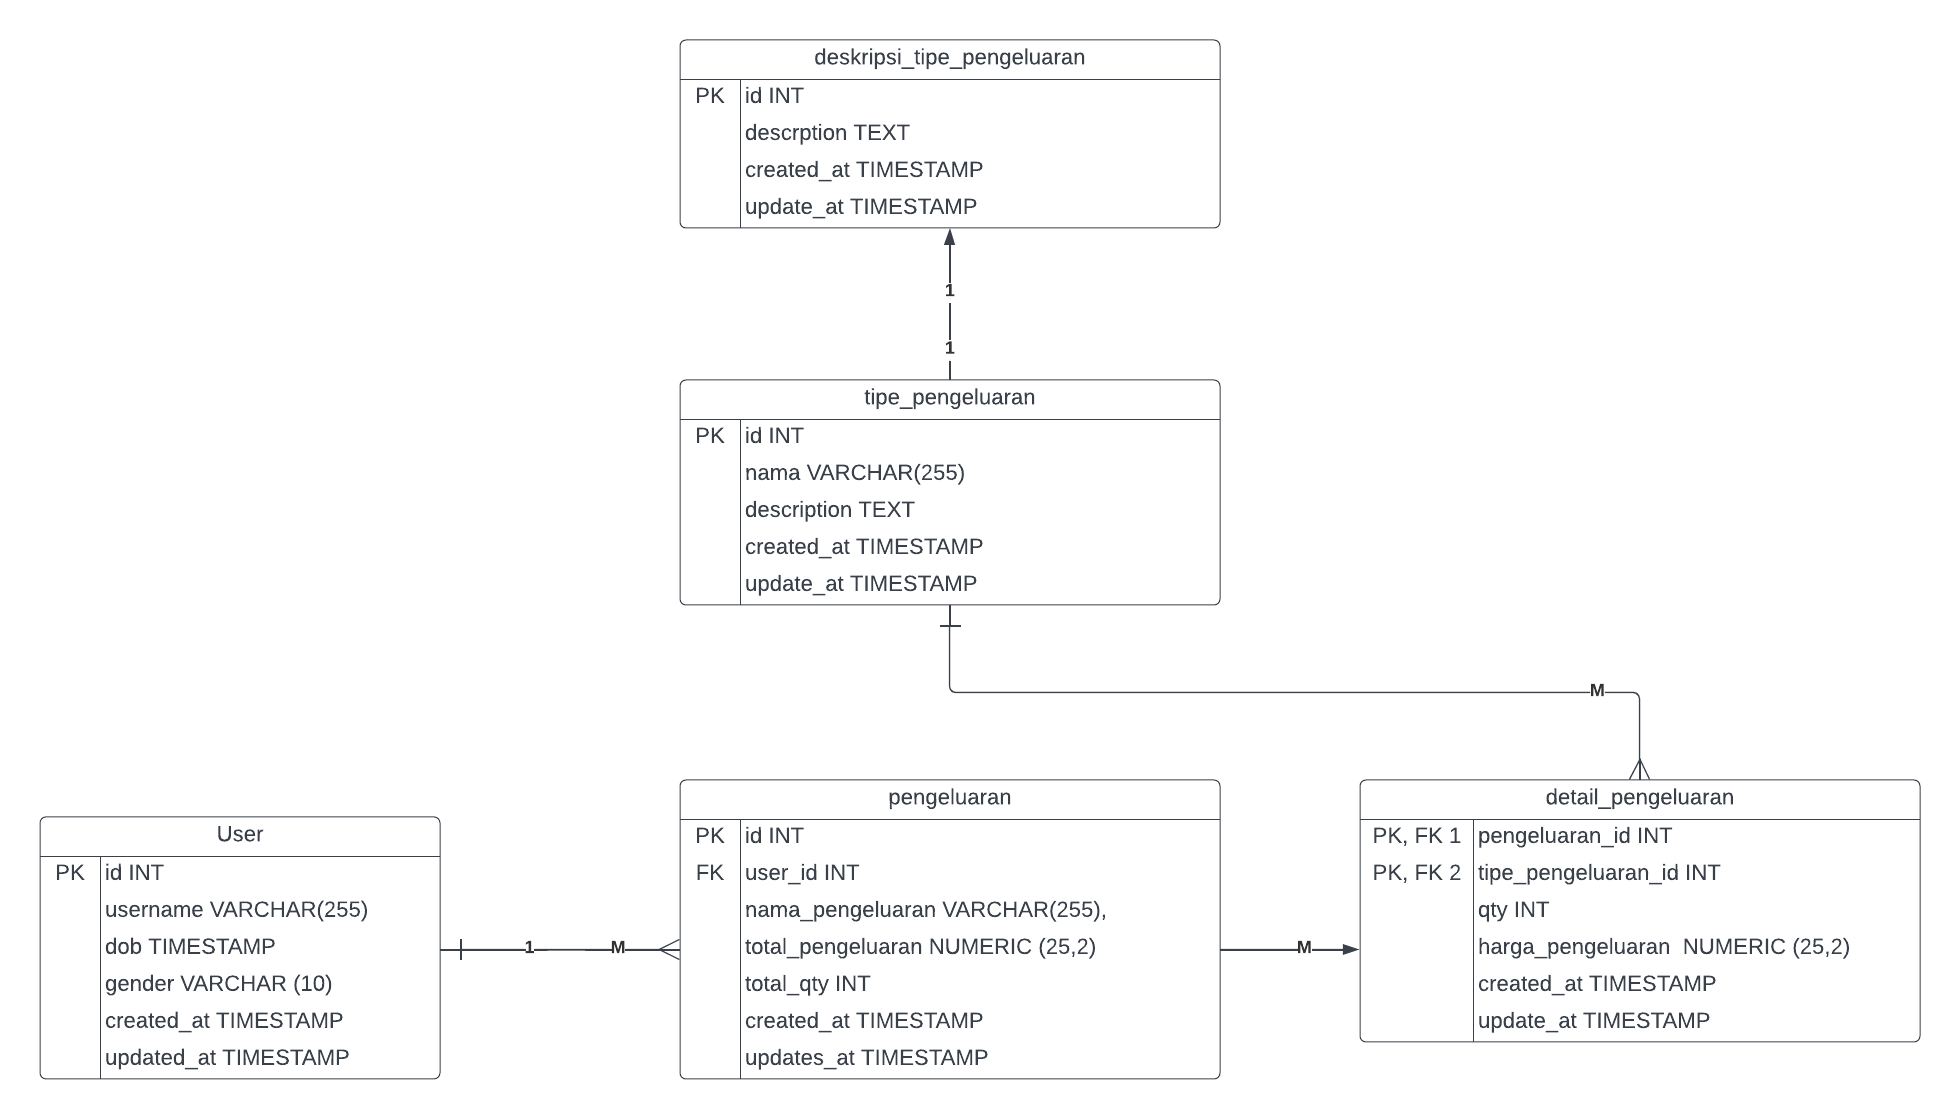 deskripsi_tipe_pengeluaran
PK id INT
descrption TEXT
created_at TIMESTAMP
update_at TIMESTAMP
1
1
tipe_pengeluaran
PK id INT
nama VARCHAR(255)
description TEXT
created_at TIMESTAMP
update_at TIMESTAMP
M
User
PK id INT
username VARCHAR(255)
dob TIMESTAMP
gender VARCHAR (10)
created_at TIMESTAMP
updated_at TIMESTAMP
1
M
pengeluaran
PK id INT
FK user_id INT
nama_pengeluaran VARCHAR(255),
total_pengeluaran NUMERIC (25,2)
total_qty INT
created_at TIMESTAMP
updates_at TIMESTAMP
M
detail_pengeluaran
PK, FK 1 pengeluaran_id INT
PK, FK 2 tipe_pengeluaran_id INT
qty INT
harga_pengeluaran  NUMERIC (25,2)
created_at TIMESTAMP
update_at TIMESTAMP